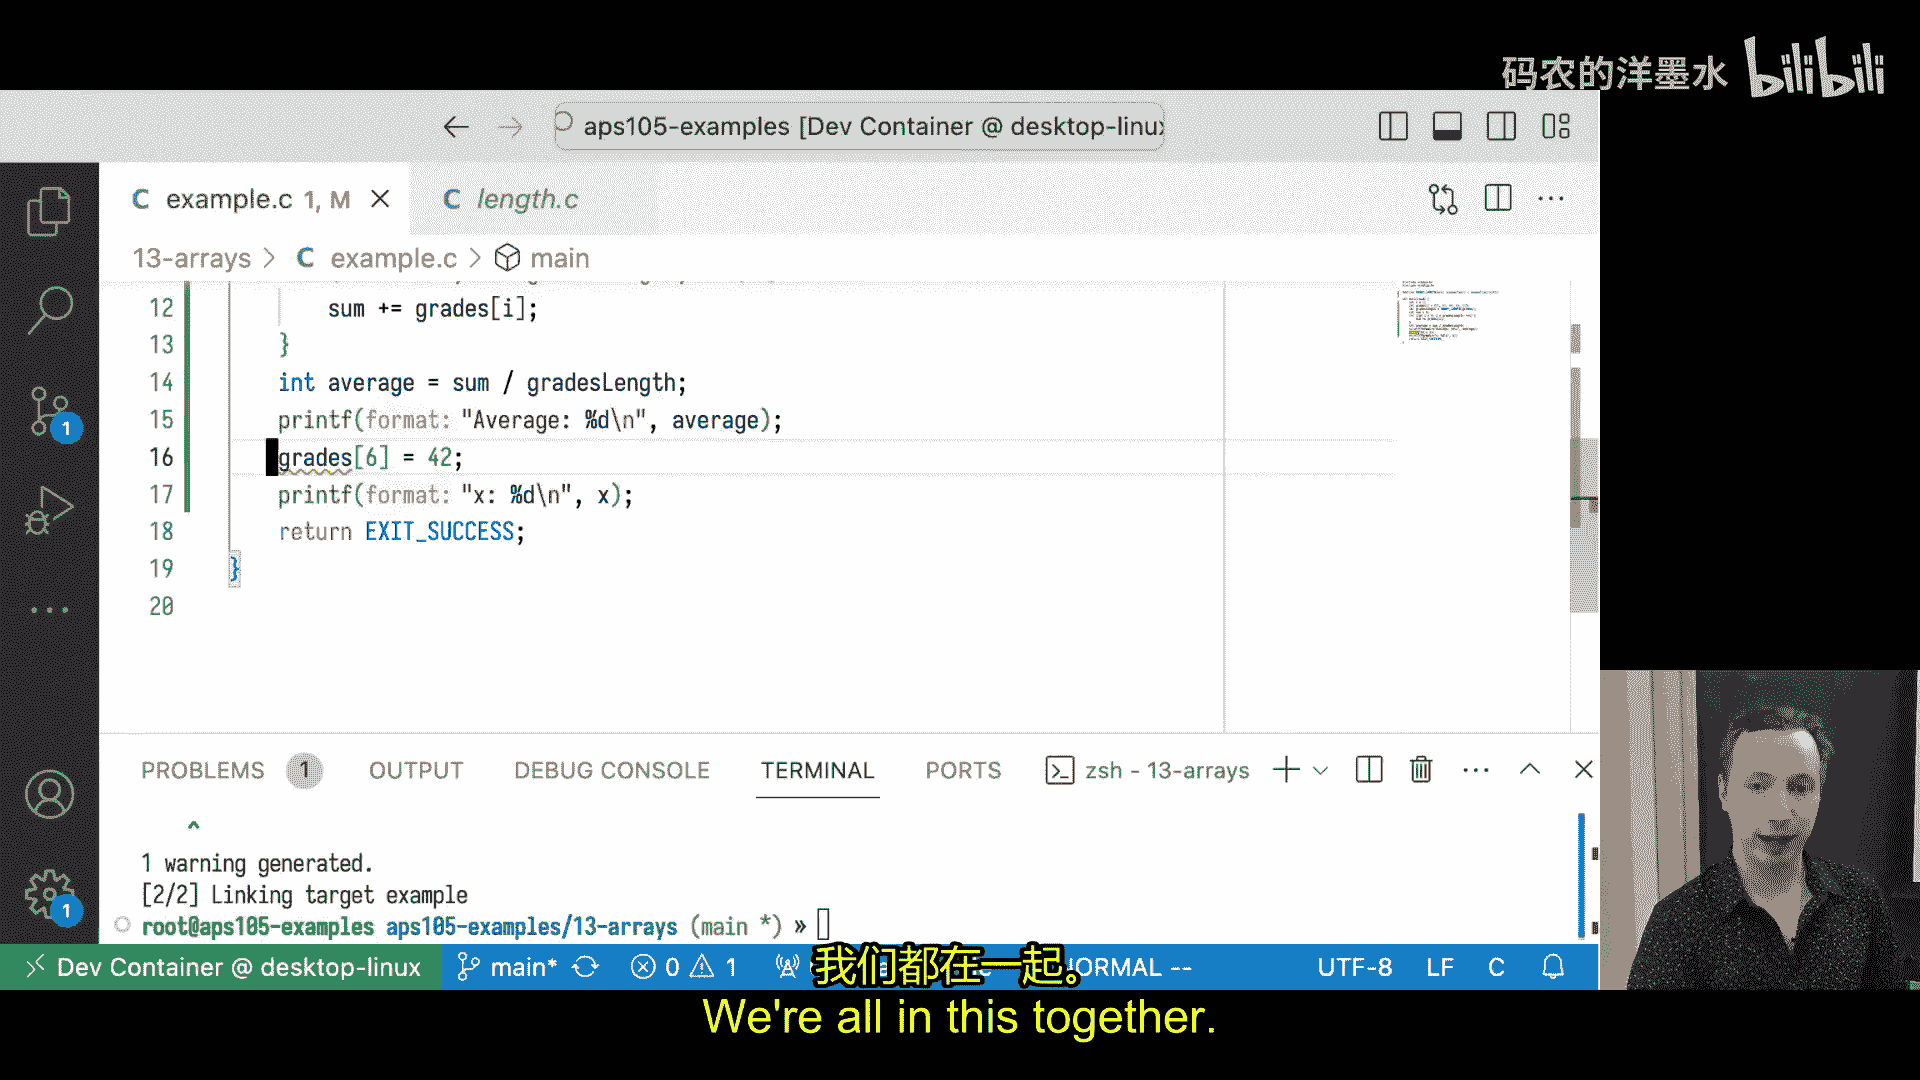 码农的洋墨水 bilibili
aps105-examples [Dev Container @ desktop-linux
example.c 1, M
length.c
13-arrays > C example.c > main
12 sum += grades[i];
13 }
14 int average = sum / gradesLength;
15 printf(format: "Average: %d\n", average);
16 grades[6] = 42;
17 printf(format: "x: %d\n", x);
18 return EXIT_SUCCESS;
19 }
20
PROBLEMS 1 OUTPUT DEBUG CONSOLE TERMINAL PORTS zsh - 13-arrays
^
1 warning generated.
[2/2] Linking target example
root@aps105-examples aps105-examples/13-arrays (main *) »
Dev Container @ desktop-linux main* 0 1 NORMAL -- UTF-8 LF C
我们都在一起。
We're all in this together.